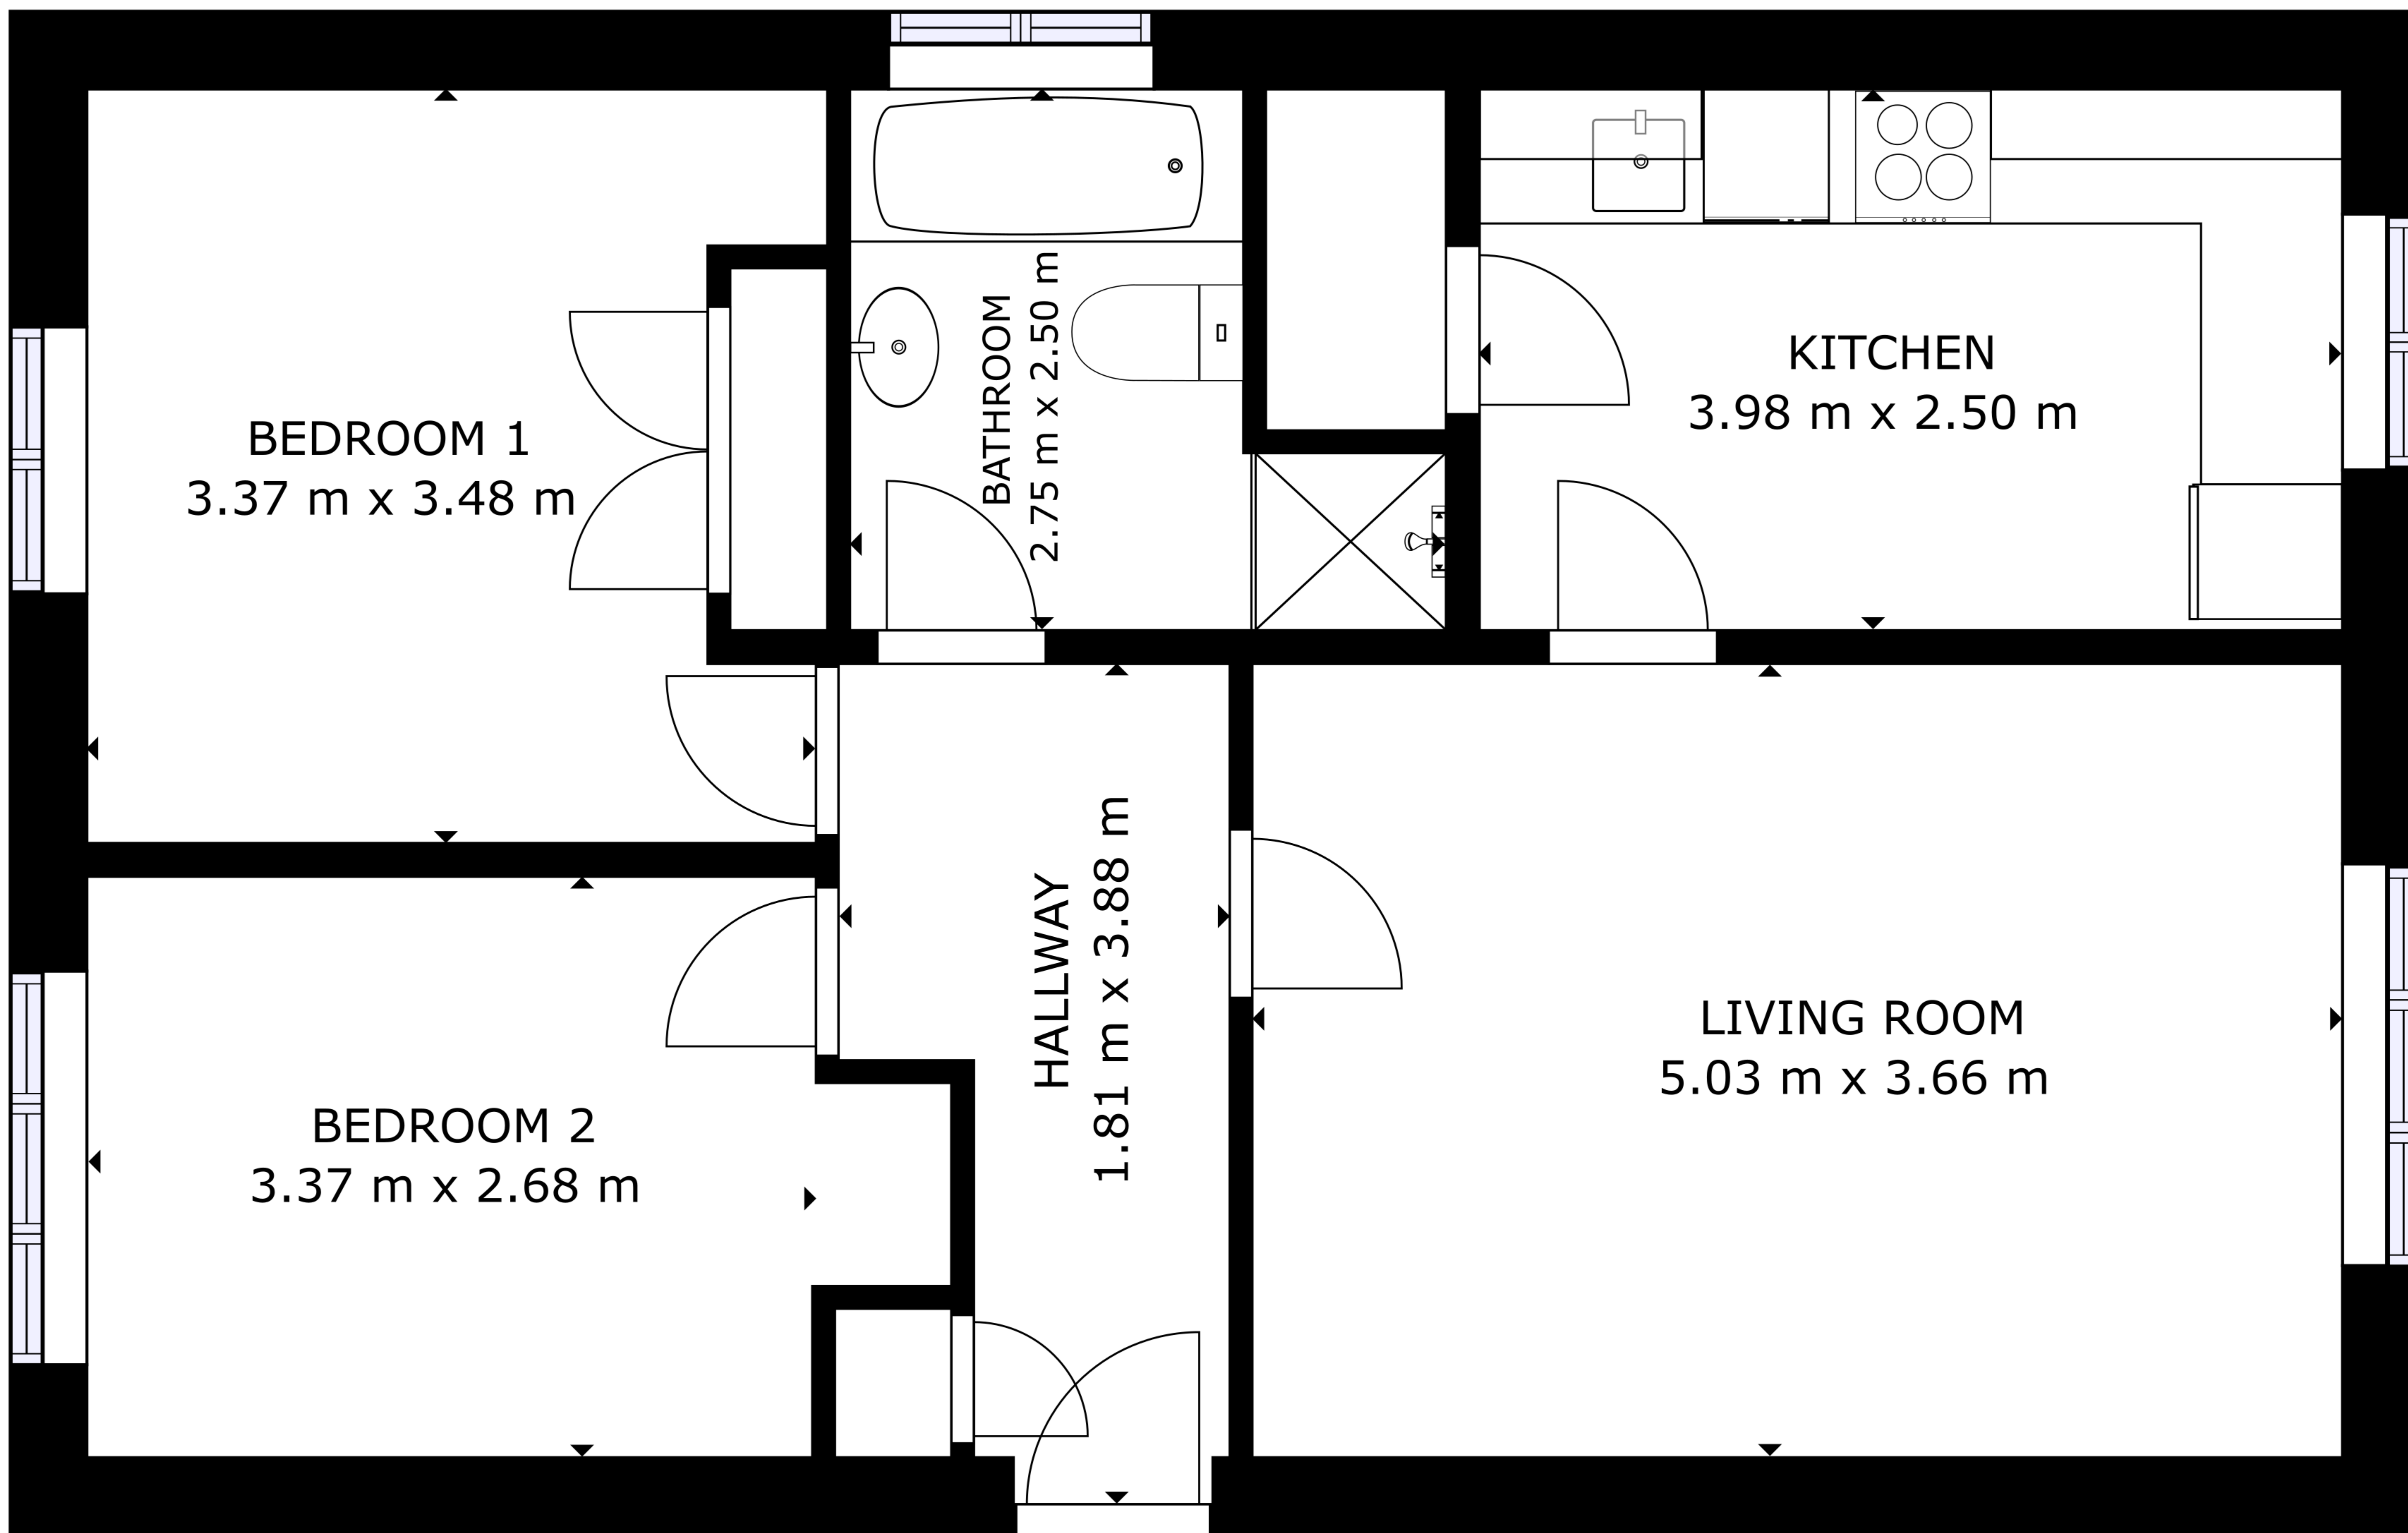 BEDROOM 1
3.37 m x 3.48 m
BATHROOM
2.75 m x 2.50 m
KITCHEN
3.98 m x 2.50 m
HALLWAY
1.81 m x 3.88 m
LIVING ROOM
5.03 m x 3.66 m
BEDROOM 2
3.37 m x 2.68 m